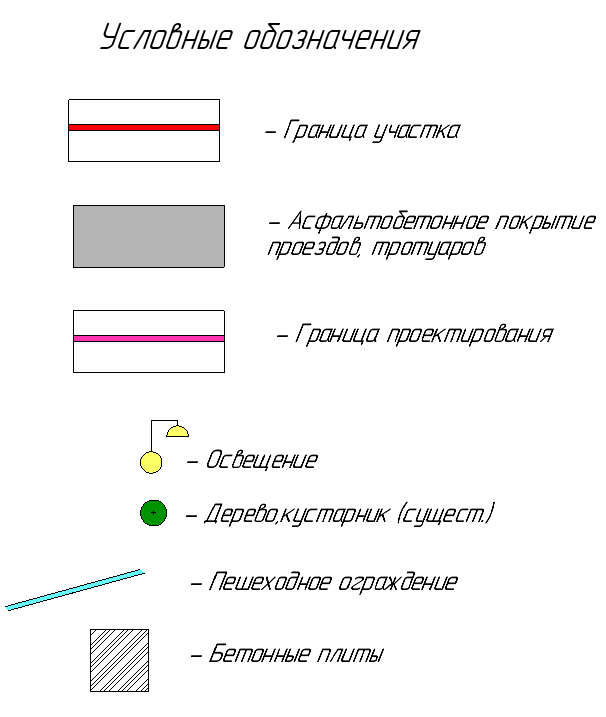 Условные обозначения
– Граница участка
– Асфальтобетонное покрытие
проездов, тротуаров
– Граница проектирования
– Освещение
– Дерево,кустарник (сущест.)
– Пешеходное ограждение
– Бетонные плиты